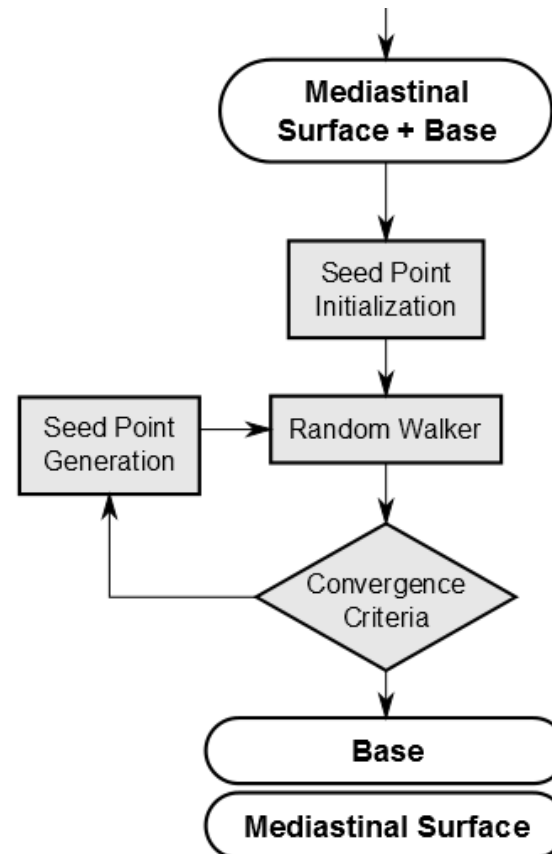 Mediastinal
Surface + Base
Seed Point
Initialization
Seed Point
Generation
Random Walker
Convergence
Criteria
Base
Mediastinal Surface